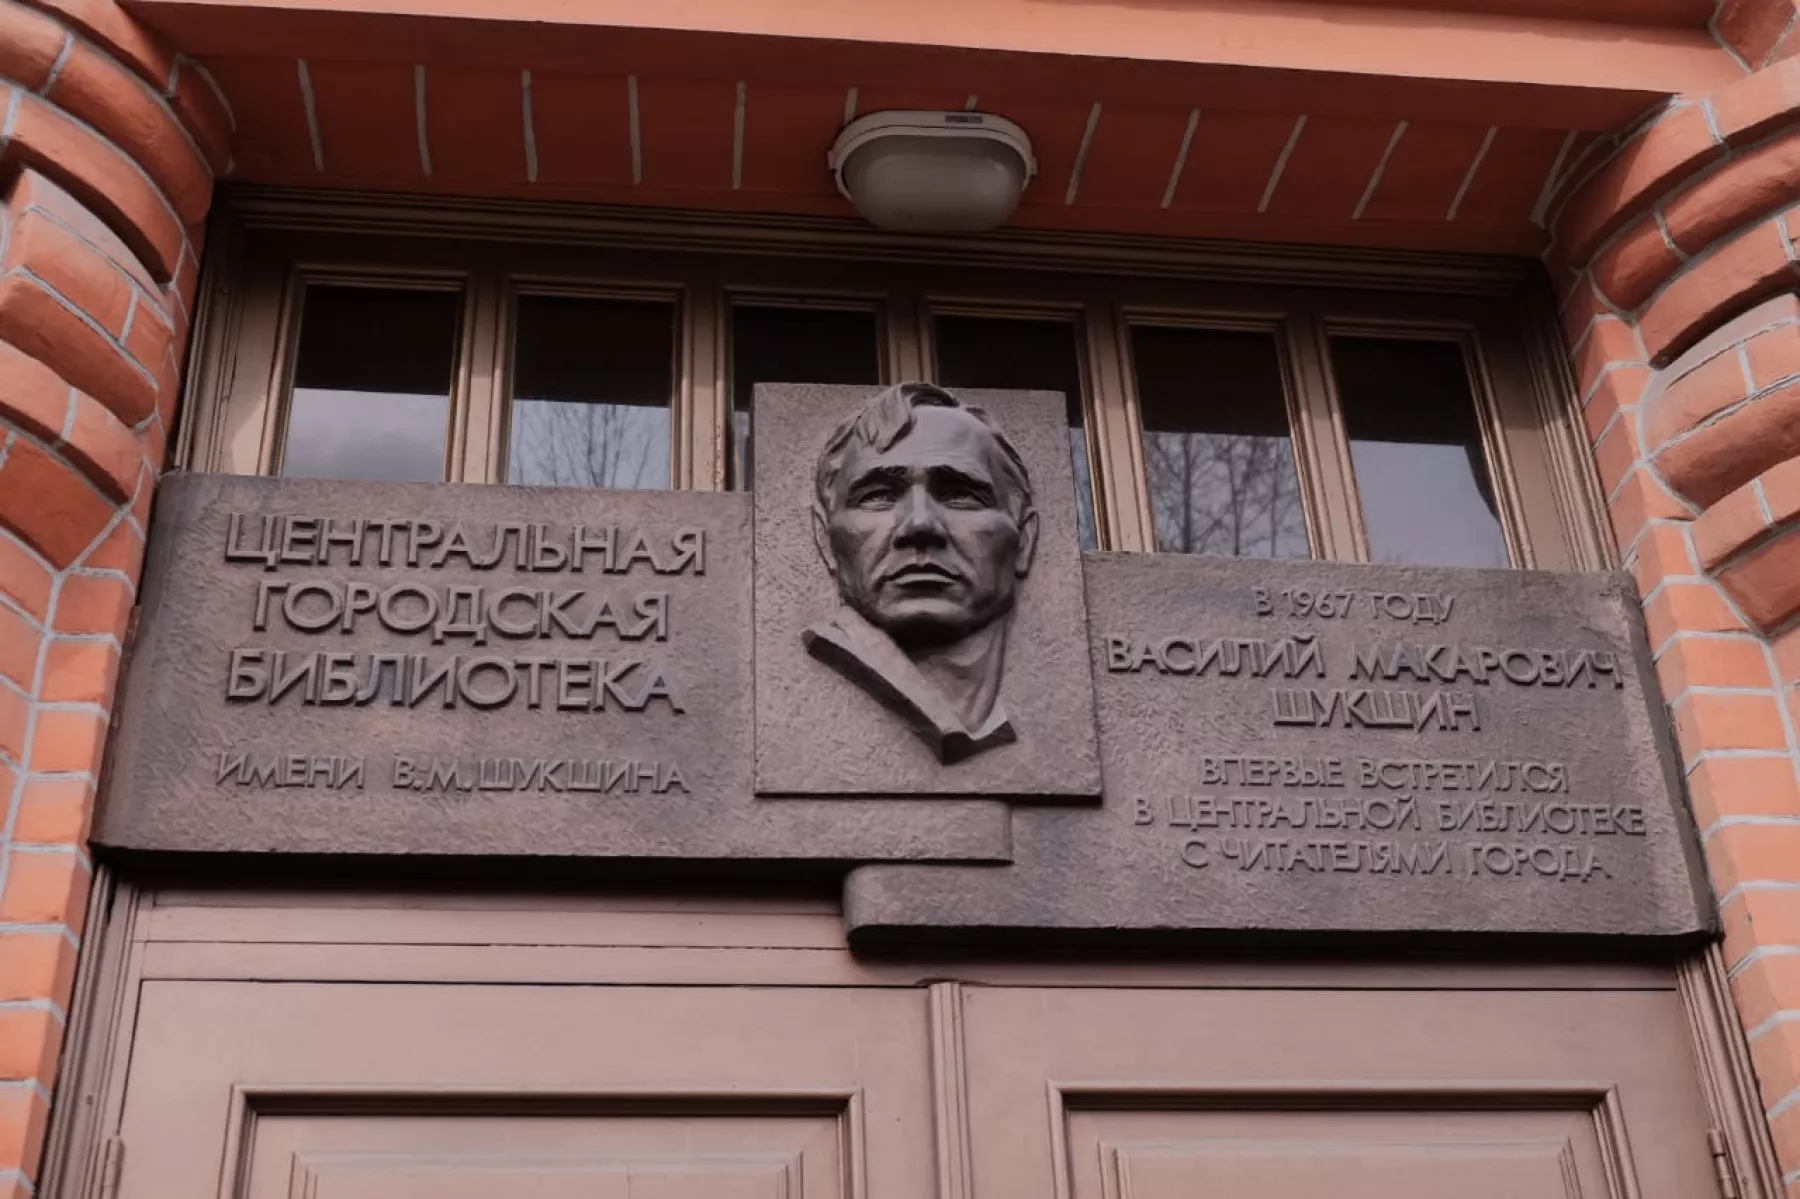 ЦЕНТРАЛЬНАЯ
ГОРОДСКАЯ
БИБЛИОТЕКА
ИМЕНИ В.М.ШУКШИНА
В 1967 ГОДУ
ВАСИЛИЙ МАКАРОВИЧ
ШУКШИН
ВПЕРВЫЕ ВСТРЕТИЛСЯ
В ЦЕНТРАЛЬНОЙ БИБЛИОТЕКЕ
С ЧИТАТЕЛЯМИ ГОРОДА